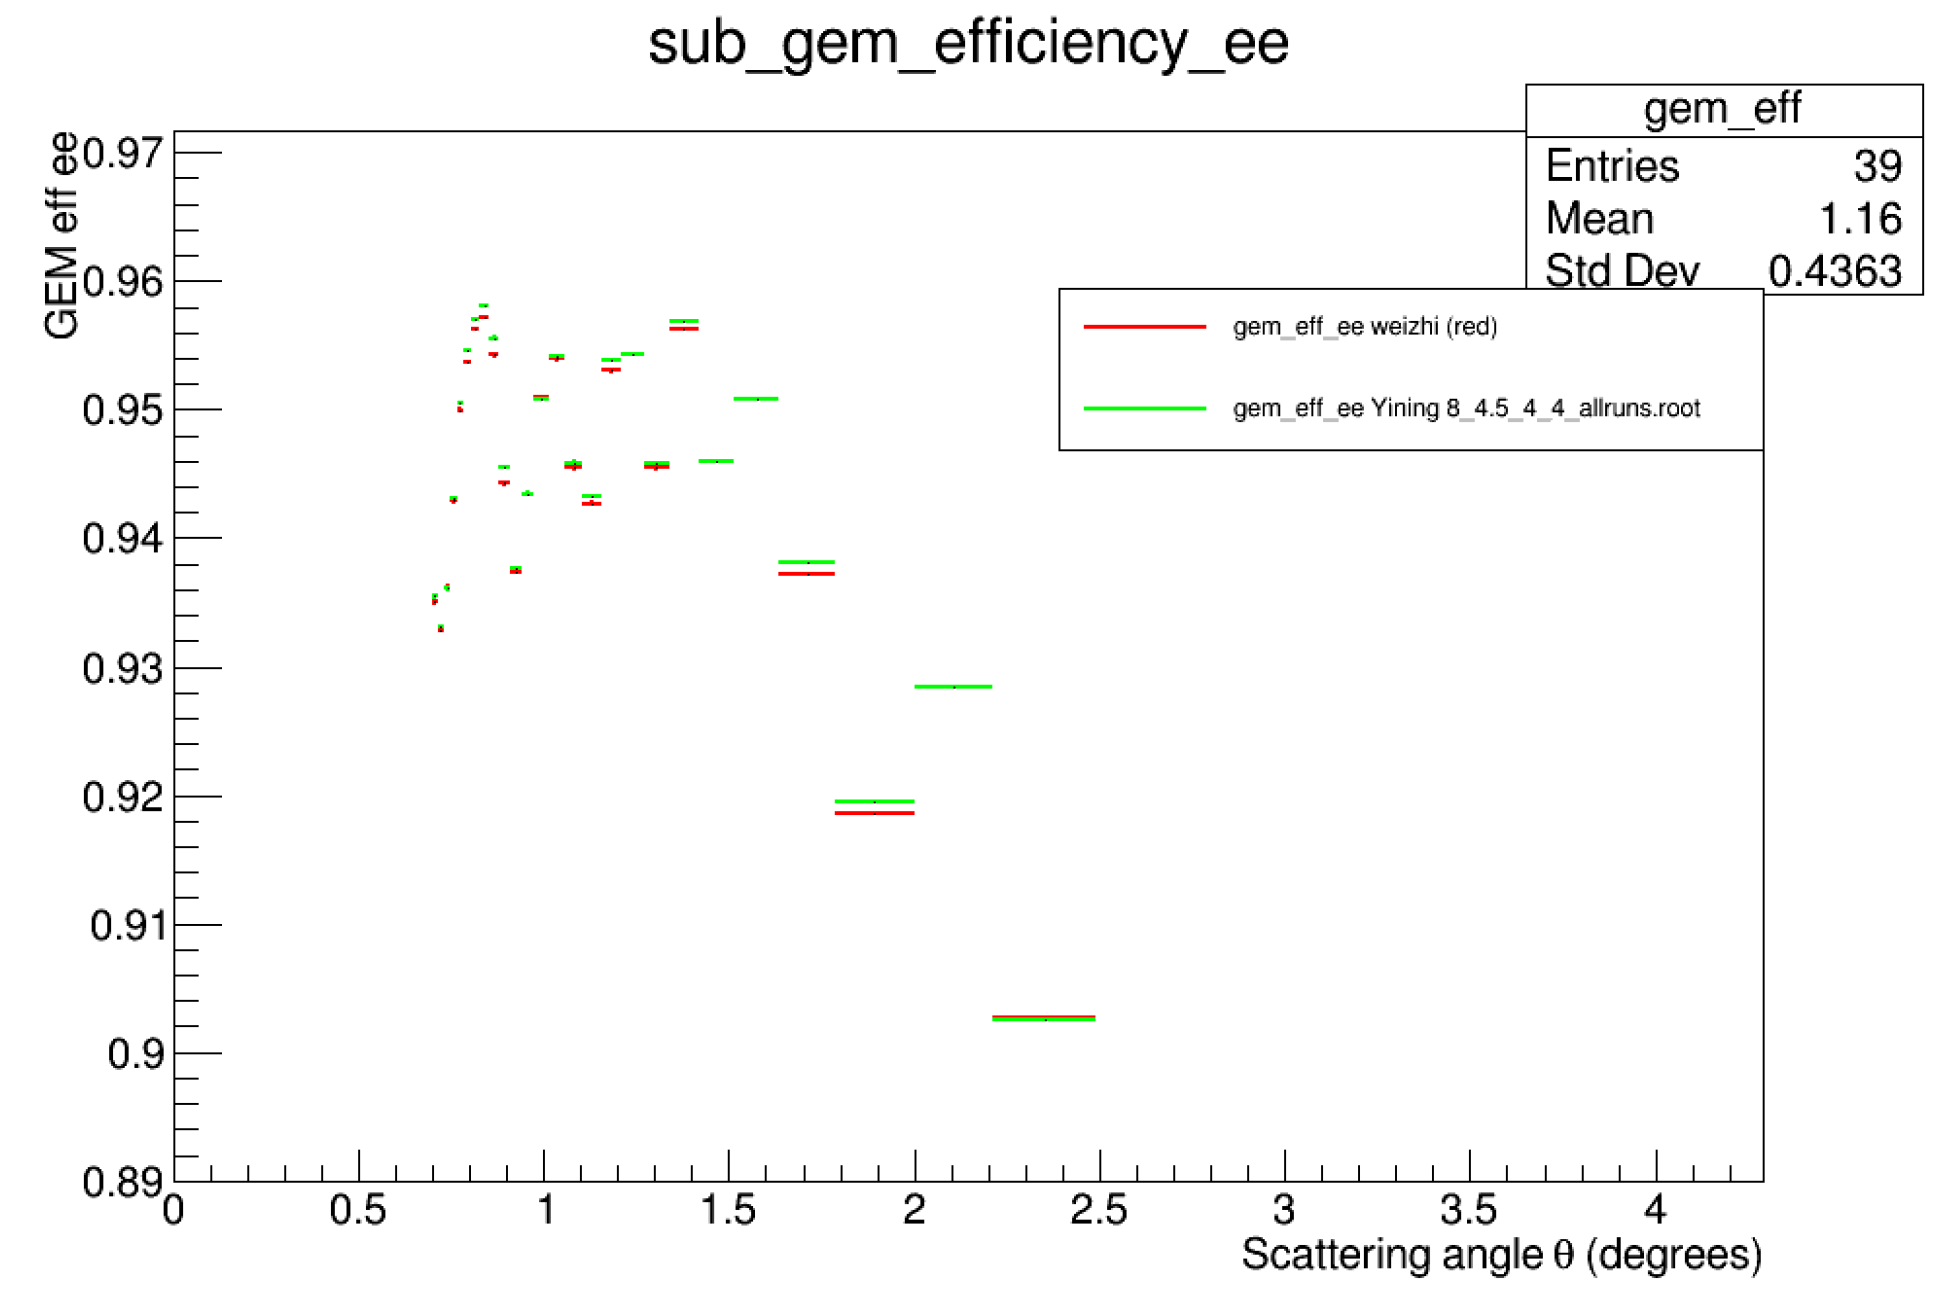 sub_gem_efficiency_ee
gem_eff
Entries 39
Mean 1.16
Std Dev 0.4363
gem_eff_ee weizhi (red)
gem_eff_ee Yining 8_4.5_4_4_allruns.root
GEM eff ee
0.97
0.96
0.95
0.94
0.93
0.92
0.91
0.9
0.89
0 0.5 1 1.5 2 2.5 3 3.5 4
Scattering angle θ (degrees)